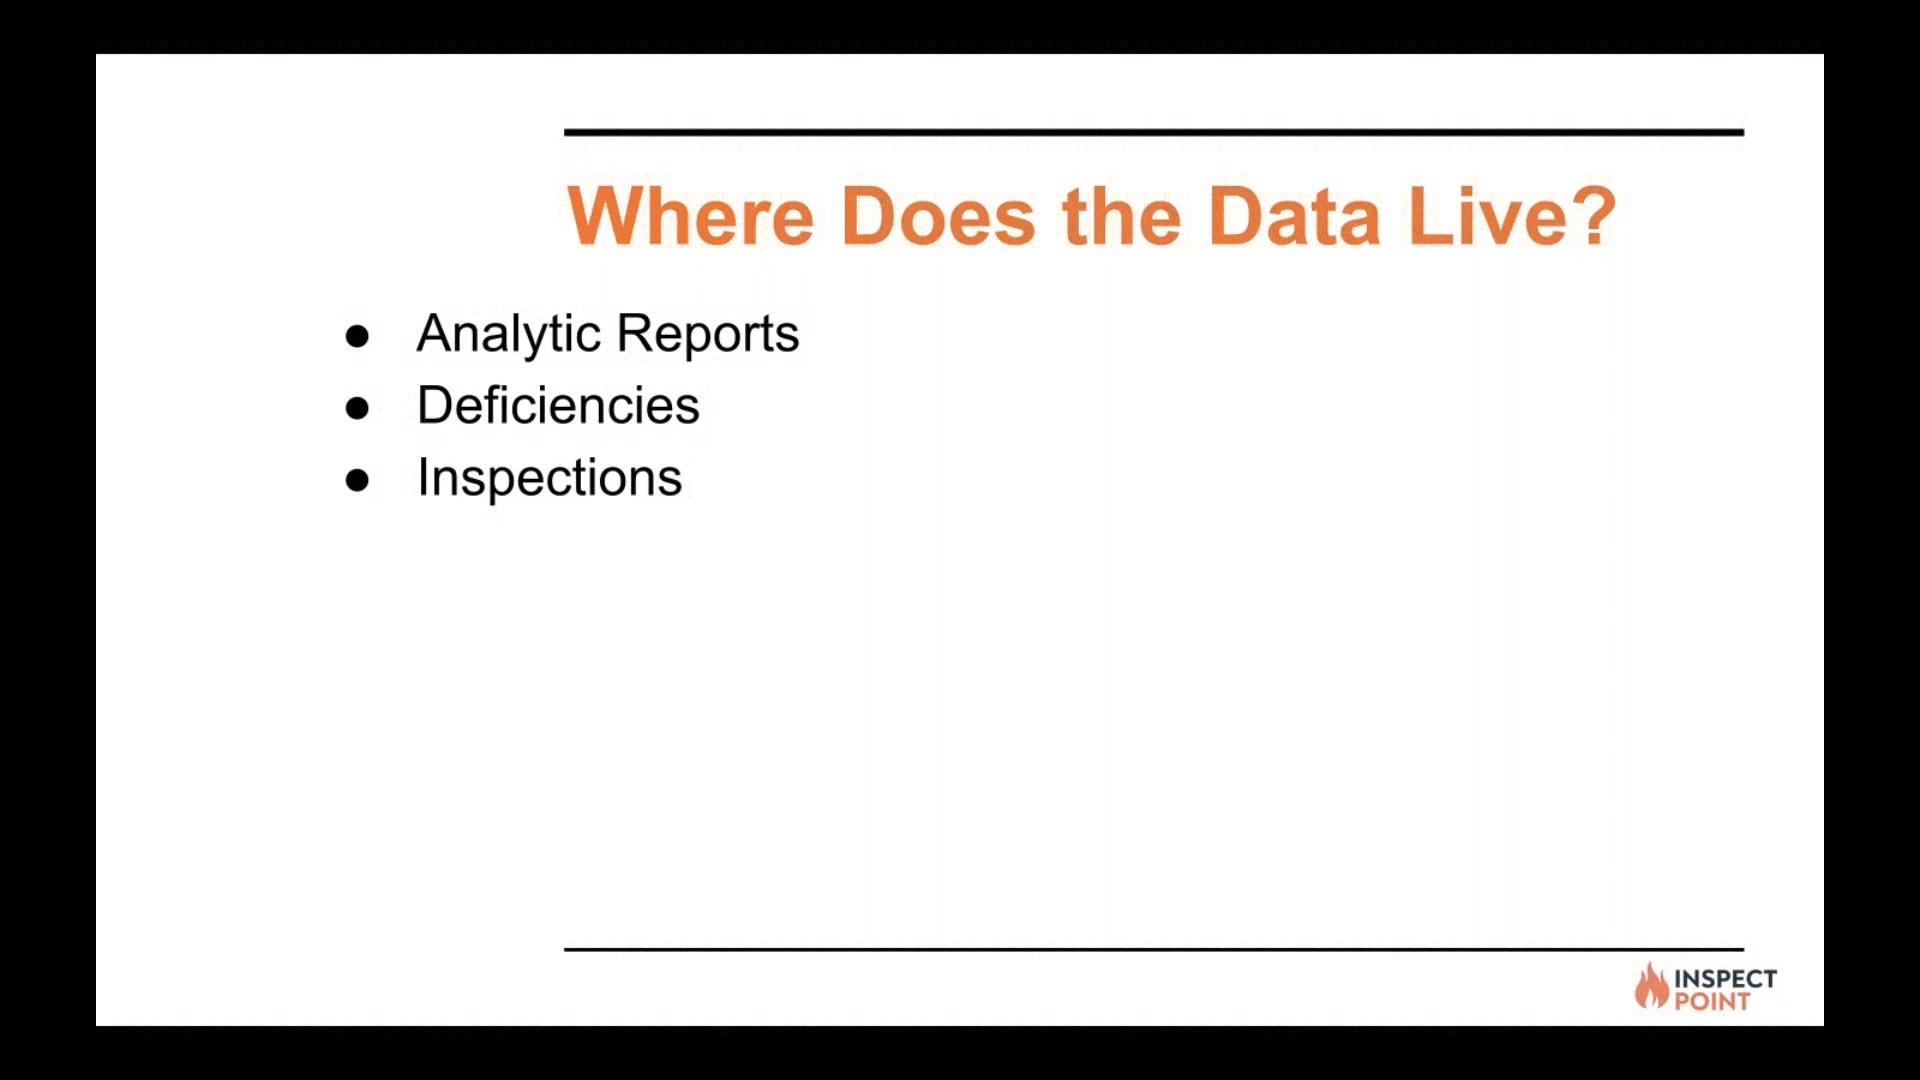 Where Does the Data Live?
● Analytic Reports
● Deficiencies
● Inspections
INSPECT
POINT